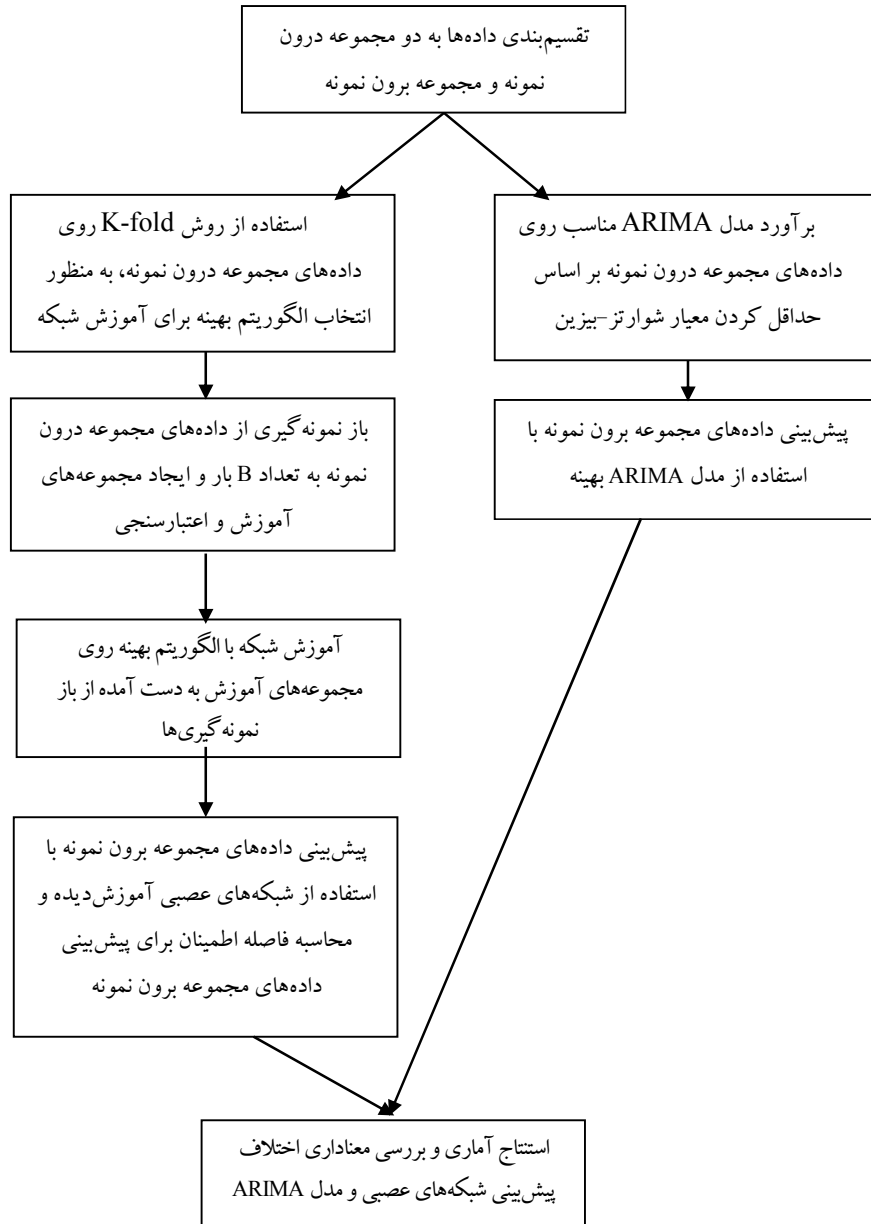 تقسیم‌بندی داده‌ها به دو مجموعه درون
نمونه و مجموعه برون نمونه
برآورد مدل ARIMA مناسب روی
داده‌های مجموعه درون نمونه بر اساس
حداقل کردن معیار شوارتز–بیزین
پیش‌بینی داده‌های مجموعه برون نمونه با
استفاده از مدل ARIMA بهینه
استفاده از روش K-fold روی
داده‌های مجموعه درون نمونه، به منظور
انتخاب الگوریتم بهینه برای آموزش شبکه
باز نمونه‌گیری از داده‌های مجموعه درون
نمونه به تعداد B بار و ایجاد مجموعه‌های
آموزش و اعتبارسنجی
آموزش شبکه با الگوریتم بهینه روی
مجموعه‌های آموزش به دست آمده از باز
نمونه‌گیری‌ها
پیش‌بینی داده‌های مجموعه برون نمونه با
استفاده از شبکه‌های عصبی آموزش‌دیده و
محاسبه فاصله اطمینان برای پیش‌بینی
داده‌های مجموعه برون نمونه
استنتاج آماری و بررسی معناداری اختلاف
پیش‌بینی شبکه‌های عصبی و مدل ARIMA